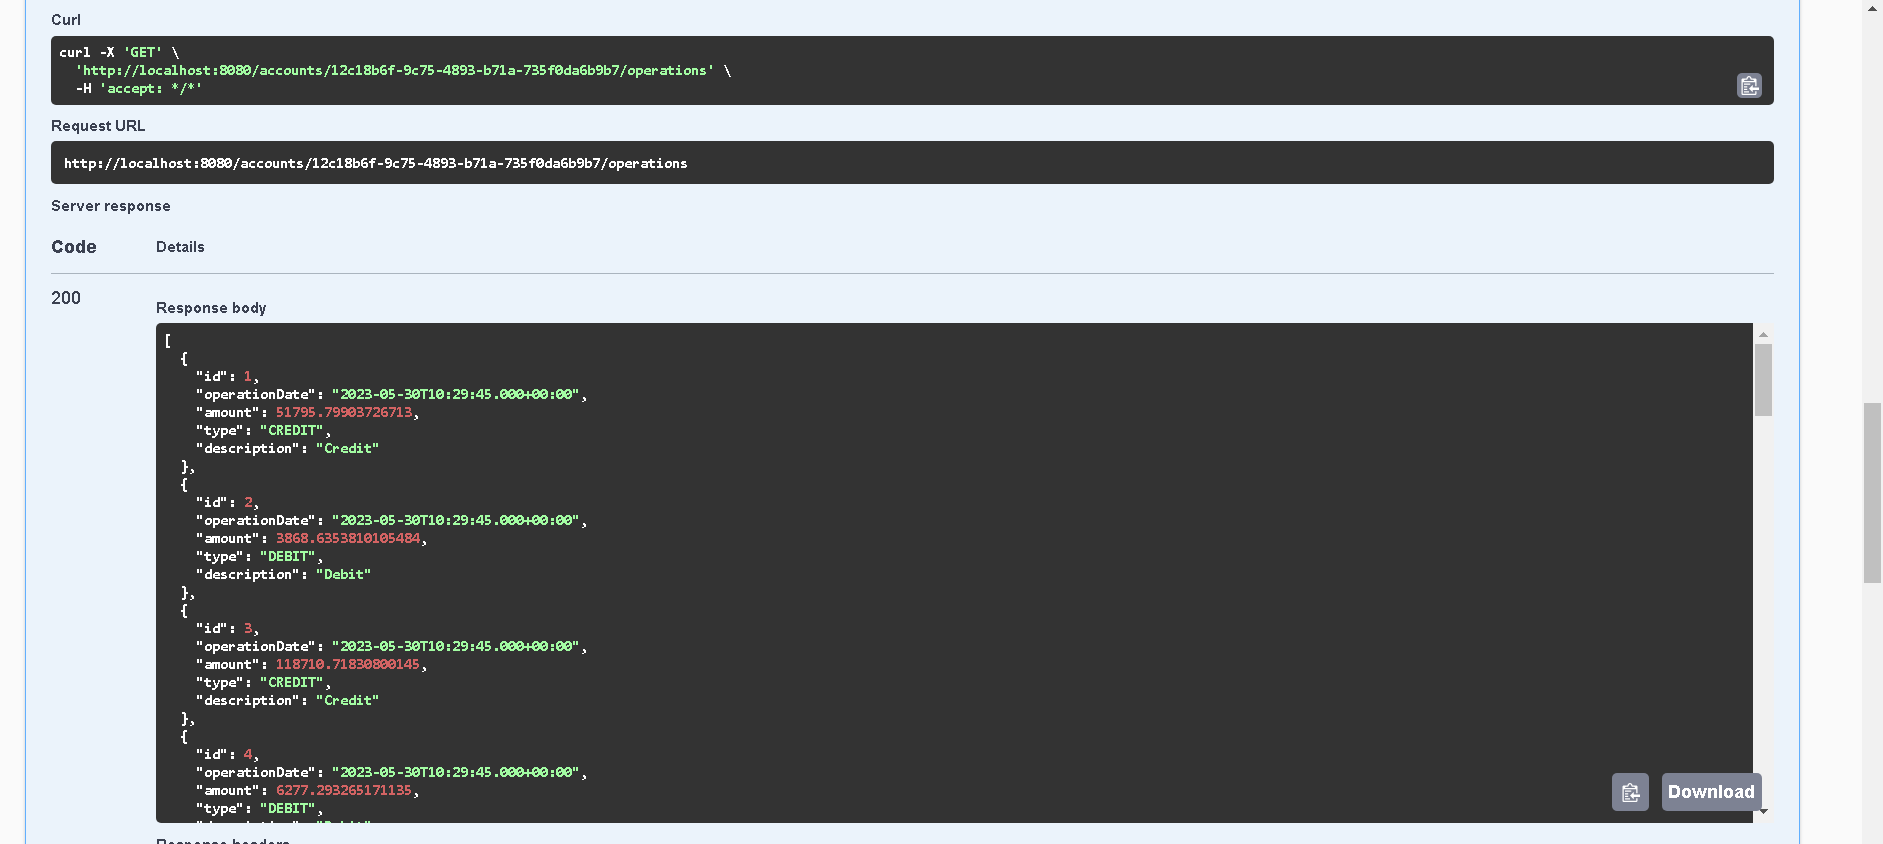 Curl
curl -X 'GET' \
'http://localhost:8080/accounts/12c18b6f-9c75-4893-b71a-735f0da6b9b7/operations' \
-H 'accept: */*'
Request URL
http://localhost:8080/accounts/12c18b6f-9c75-4893-b71a-735f0da6b9b7/operations
Server response
Code Details
200
Response body
[
{
"id": 1,
"operationDate": "2023-05-30T10:29:45.000+00:00",
"amount": 51795.79903726713,
"type": "CREDIT",
"description": "Credit"
},
{
"id": 2,
"operationDate": "2023-05-30T10:29:45.000+00:00",
"amount": 3868.6353810105484,
"type": "DEBIT",
"description": "Debit"
},
{
"id": 3,
"operationDate": "2023-05-30T10:29:45.000+00:00",
"amount": 118710.71830800145,
"type": "CREDIT",
"description": "Credit"
},
{
"id": 4,
"operationDate": "2023-05-30T10:29:45.000+00:00",
"amount": 6277.293265171135,
"type": "DEBIT",
Download
Response headers